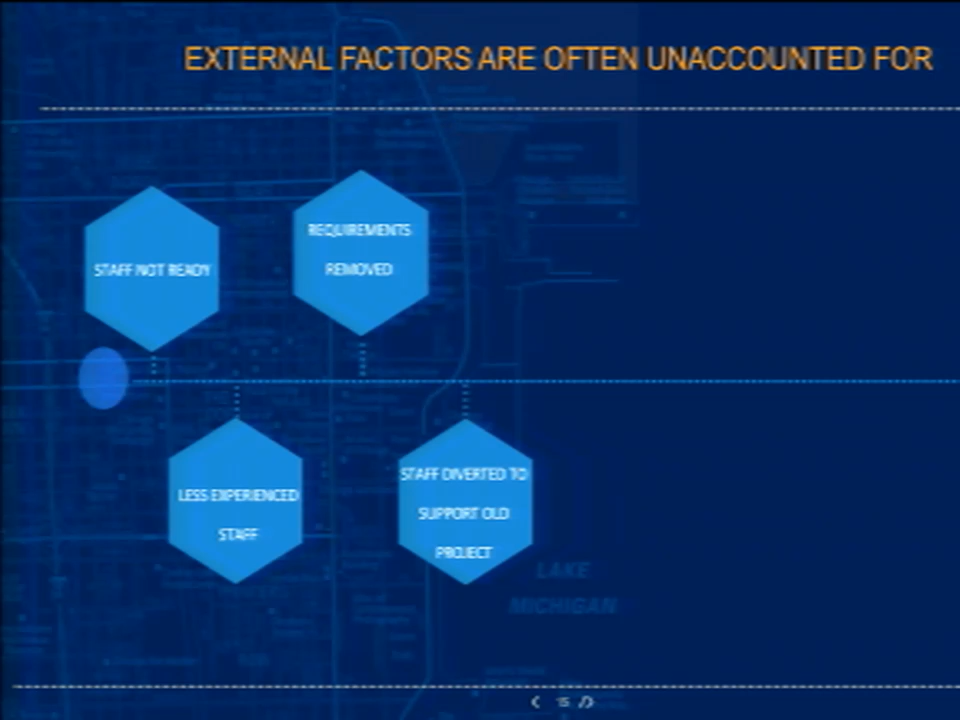 EXTERNAL FACTORS ARE OFTEN UNACCOUNTED FOR
STAFF NOT READY
REQUIREMENTS
REMOVED
LESS EXPERIENCED
STAFF
STAFF DIVERTED TO
SUPPORT OLD
PROJECT
LAKE
MICHIGAN
15